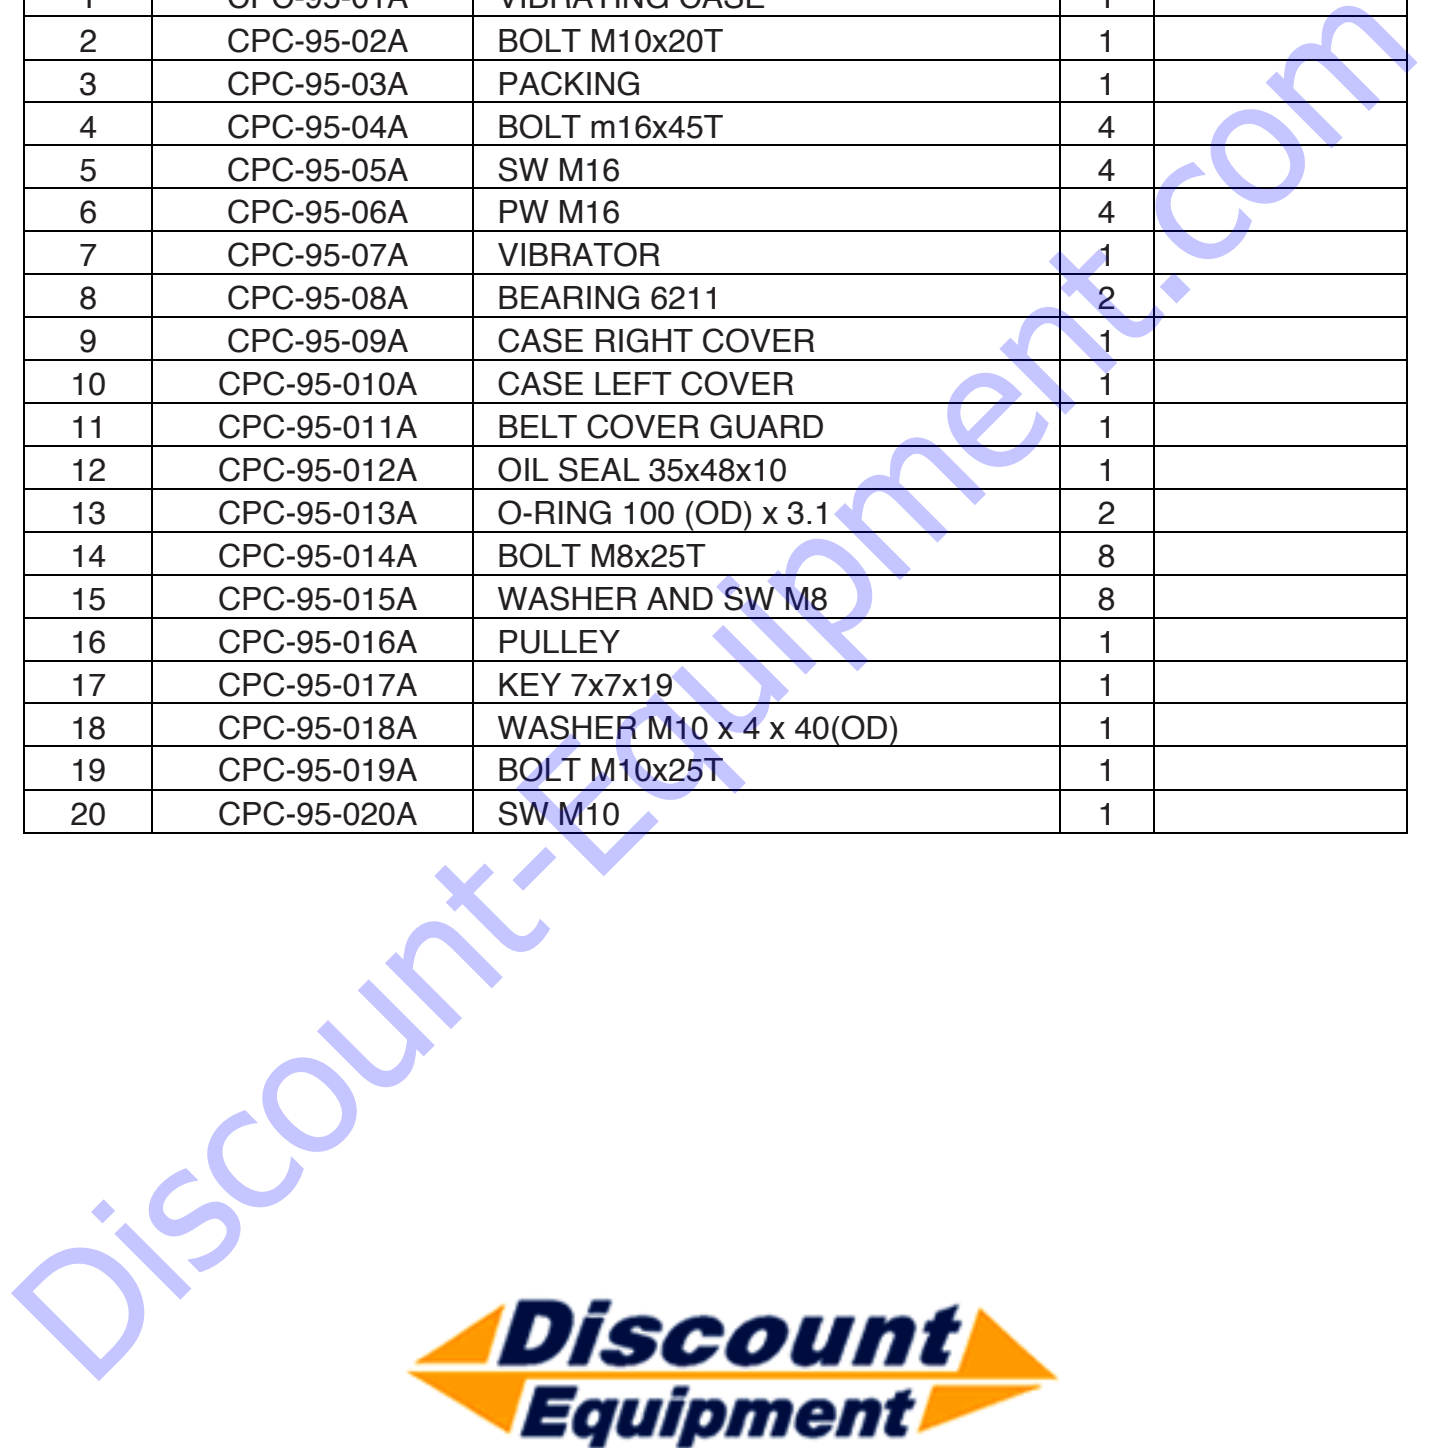 1 CPC-95-01A VIBRATING CASE 1
2 CPC-95-02A BOLT M10x20T 1
3 CPC-95-03A PACKING 1
4 CPC-95-04A BOLT m16x45T 4
5 CPC-95-05A SW M16 4
6 CPC-95-06A PW M16 4
7 CPC-95-07A VIBRATOR 1
8 CPC-95-08A BEARING 6211 2
9 CPC-95-09A CASE RIGHT COVER 1
10 CPC-95-010A CASE LEFT COVER 1
11 CPC-95-011A BELT COVER GUARD 1
12 CPC-95-012A OIL SEAL 35x48x10 1
13 CPC-95-013A O-RING 100 (OD) x 3.1 2
14 CPC-95-014A BOLT M8x25T 8
15 CPC-95-015A WASHER AND SW M8 8
16 CPC-95-016A PULLEY 1
17 CPC-95-017A KEY 7x7x19 1
18 CPC-95-018A WASHER M10 x 4 x 40(OD) 1
19 CPC-95-019A BOLT M10x25T 1
20 CPC-95-020A SW M10 1
Discount-Equipment.com
Discount
Equipment